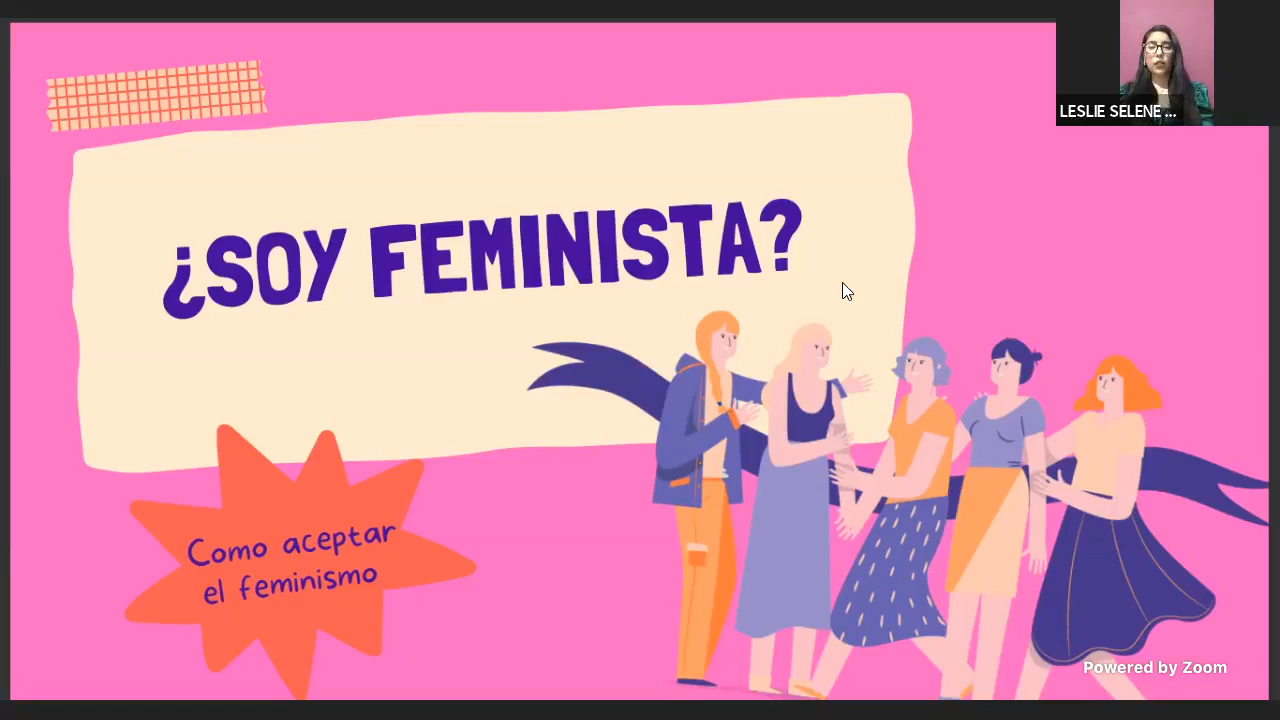 LESLIE SELENE ...
¿SOY FEMINISTA?
Como aceptar
el feminismo
Powered by Zoom